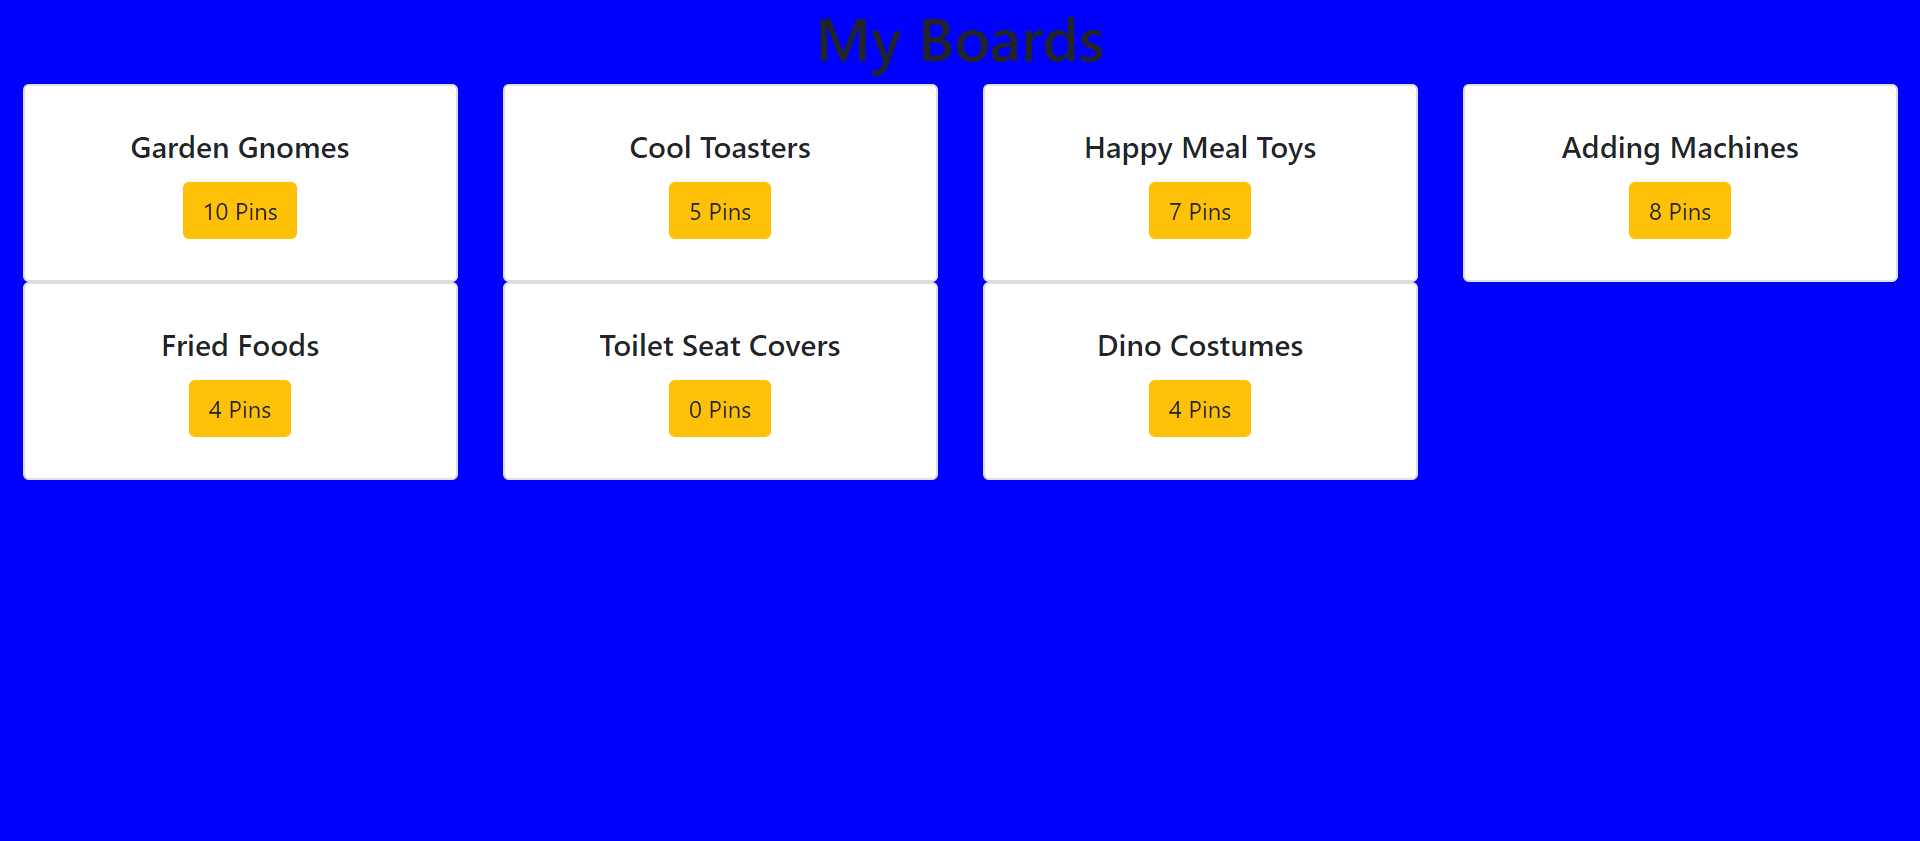 My Boards
Garden Gnomes
10 Pins
Cool Toasters
5 Pins
Happy Meal Toys
7 Pins
Adding Machines
8 Pins
Fried Foods
4 Pins
Toilet Seat Covers
0 Pins
Dino Costumes
4 Pins